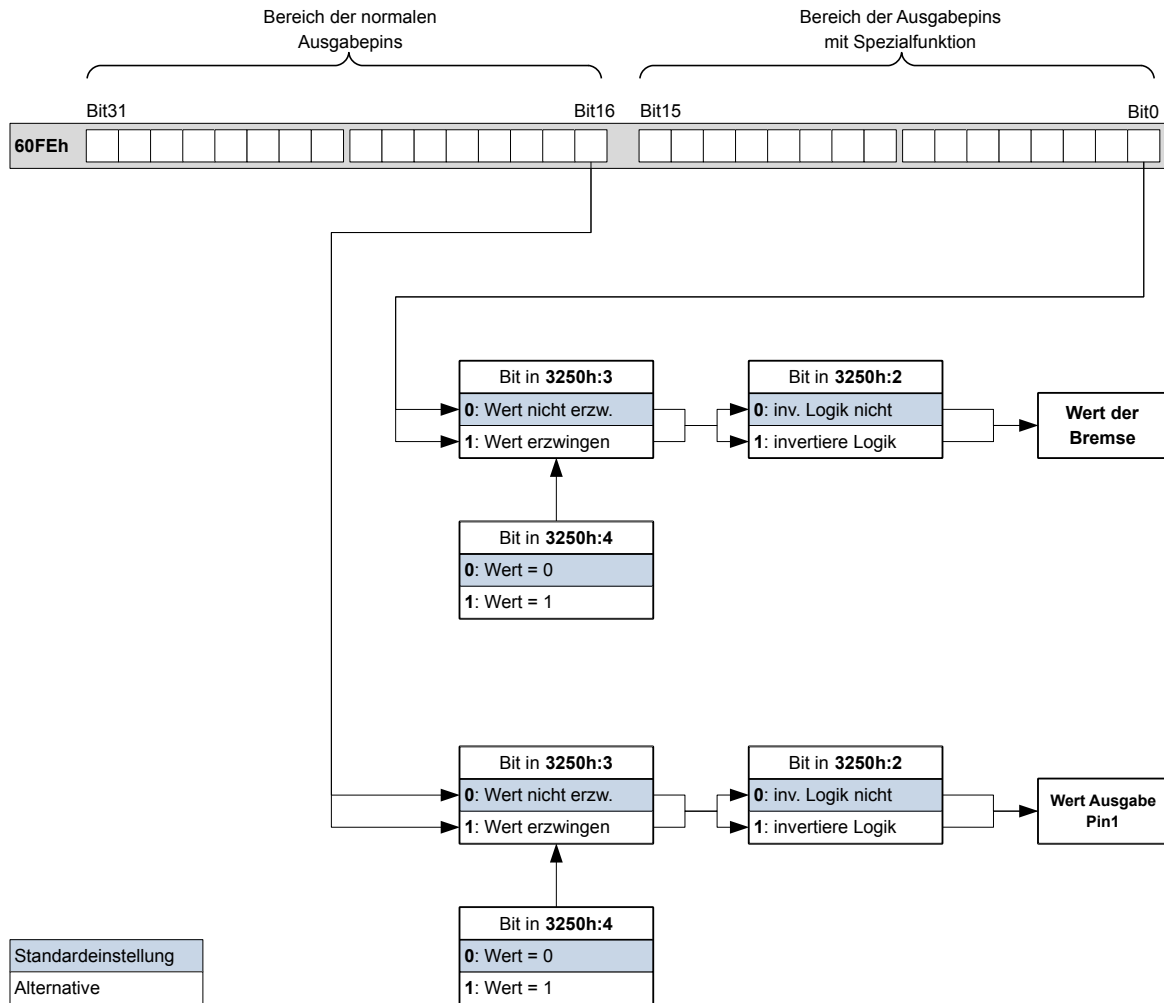 Bereich der normalen
Ausgabepins
Bereich der Ausgabepins
mit Spezialfunktion
Bit31
Bit16
Bit15
Bit0
60FEh
Bit in 3250h:3
0: Wert nicht erzw.
1: Wert erzwingen
Bit in 3250h:2
0: inv. Logik nicht
1: invertiere Logik
Wert der
Bremse
Bit in 3250h:4
0: Wert = 0
1: Wert = 1
Bit in 3250h:3
0: Wert nicht erzw.
1: Wert erzwingen
Bit in 3250h:2
0: inv. Logik nicht
1: invertiere Logik
Wert Ausgabe
Pin1
Bit in 3250h:4
0: Wert = 0
1: Wert = 1
Standardeinstellung
Alternative